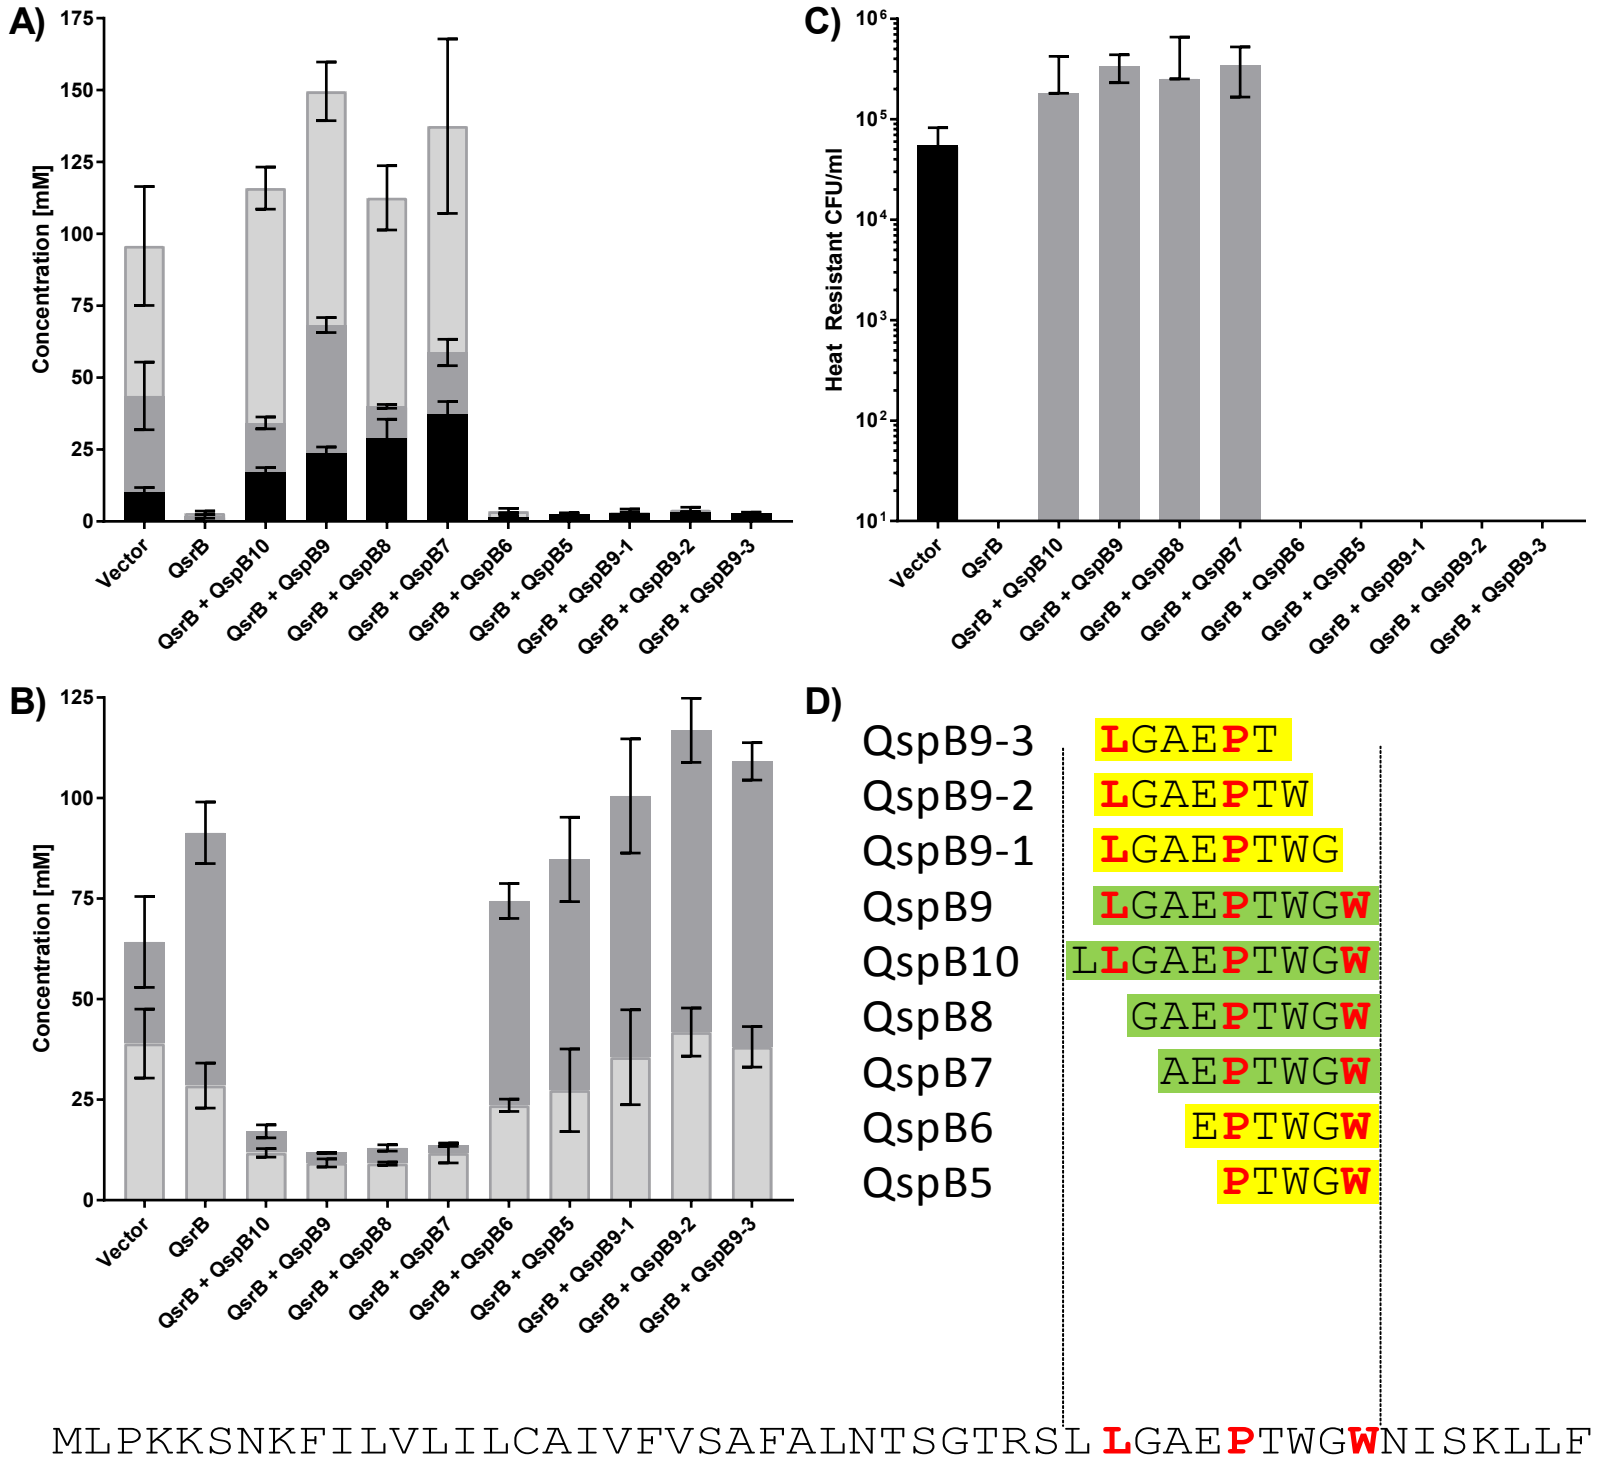 A)
Concentration [mM]
175
150
125
100
75
50
25
0
Vector
QsrB
QsrB + QspB10
QsrB + QspB9
QsrB + QspB8
QsrB + QspB7
QsrB + QspB6
QsrB + QspB5
QsrB + QspB9-1
QsrB + QspB9-2
QsrB + QspB9-3
C)
Heat Resistant CFU/ml
10⁶
10⁵
10⁴
10³
10²
10¹
Vector
QsrB
QsrB + QspB10
QsrB + QspB9
QsrB + QspB8
QsrB + QspB7
QsrB + QspB6
QsrB + QspB5
QsrB + QspB9-1
QsrB + QspB9-2
QsrB + QspB9-3
B)
Concentration [mM]
125
100
75
50
25
0
Vector
QsrB
QsrB + QspB10
QsrB + QspB9
QsrB + QspB8
QsrB + QspB7
QsrB + QspB6
QsrB + QspB5
QsrB + QspB9-1
QsrB + QspB9-2
QsrB + QspB9-3
D)
QspB9-3 LGAEPT
QspB9-2 LGAEPTW
QspB9-1 LGAEPTWG
QspB9 LGAEPTWGW
QspB10 LLGAEPTWGW
QspB8 GAEPTWGW
QspB7 AEPTWGW
QspB6 EPTWGW
QspB5 PTWGW
MLPKKSNKFILVLILCAIVFVSAFALNTSGTRSL LGAEPTWGWNISKLLF